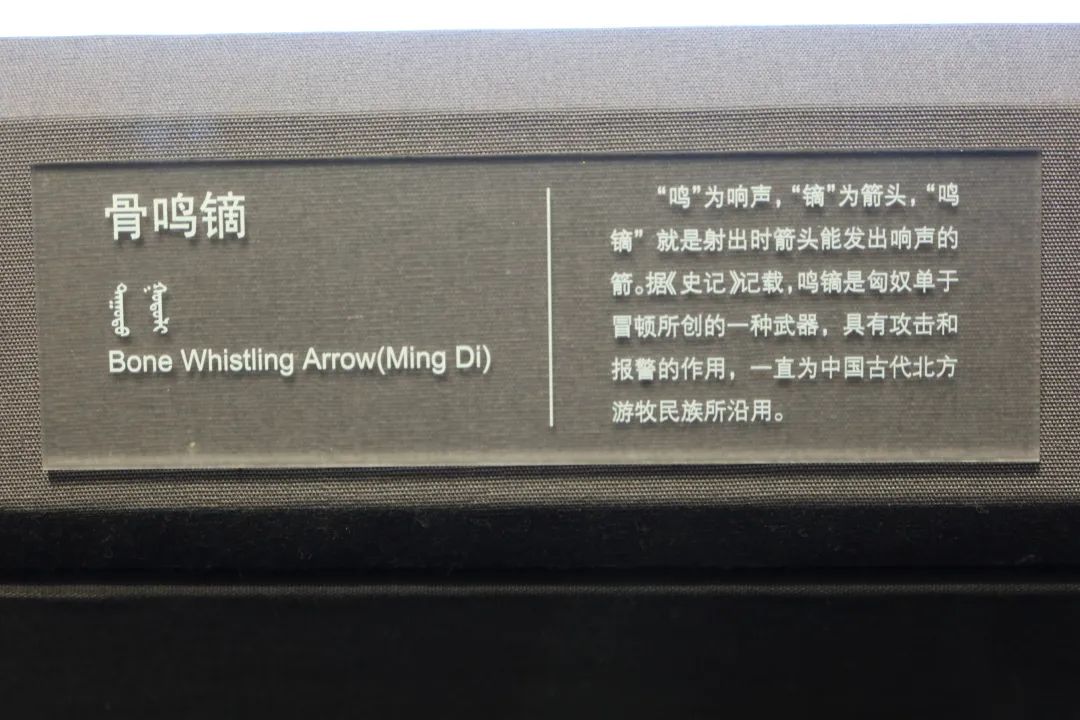 骨鸣镝
Bone Whistling Arrow(Ming Di)
“鸣”为响声，“镝”为箭头，“鸣
镝”就是射出时箭头能发出响声的
箭。据《史记》记载，鸣镝是匈奴单于
冒顿所创的一种武器，具有攻击和
报警的作用，一直为中国古代北方
游牧民族所沿用。